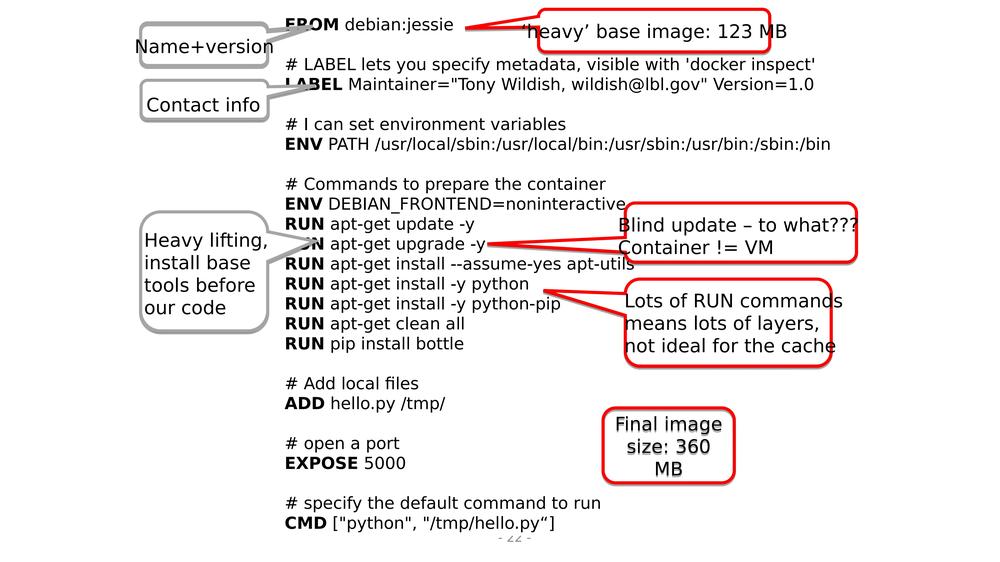 FROM debian:jessie
‘heavy’ base image: 123 MB
Name+version
# LABEL lets you specify metadata, visible with 'docker inspect'
LABEL Maintainer="Tony Wildish, wildish@lbl.gov" Version=1.0
Contact info
# I can set environment variables
ENV PATH /usr/local/sbin:/usr/local/bin:/usr/sbin:/usr/bin:/sbin:/bin
# Commands to prepare the container
ENV DEBIAN_FRONTEND=noninteractive
RUN apt-get update -y
RUN apt-get upgrade -y
RUN apt-get install --assume-yes apt-utils
RUN apt-get install -y python
RUN apt-get install -y python-pip
RUN apt-get clean all
RUN pip install bottle
Heavy lifting,
install base
tools before
our code
Blind update – to what???
Container != VM
Lots of RUN commands
means lots of layers,
not ideal for the cache
# Add local files
ADD hello.py /tmp/
Final image
size: 360
MB
# open a port
EXPOSE 5000
# specify the default command to run
CMD ["python", "/tmp/hello.py“]
- 22 -